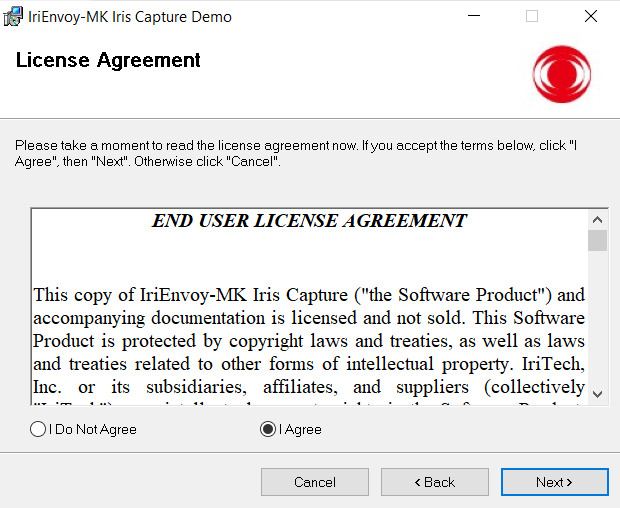 IriEnvoy-MK Iris Capture Demo
License Agreement
Please take a moment to read the license agreement now. If you accept the terms below, click "I
Agree", then "Next". Otherwise click "Cancel".
END USER LICENSE AGREEMENT
This copy of IriEnvoy-MK Iris Capture ("the Software Product") and
accompanying documentation is licensed and not sold. This Software
Product is protected by copyright laws and treaties, as well as laws
and treaties related to other forms of intellectual property. IriTech,
Inc. or its subsidiaries, affiliates, and suppliers (collectively
I Do Not Agree
I Agree
Cancel
< Back
Next >